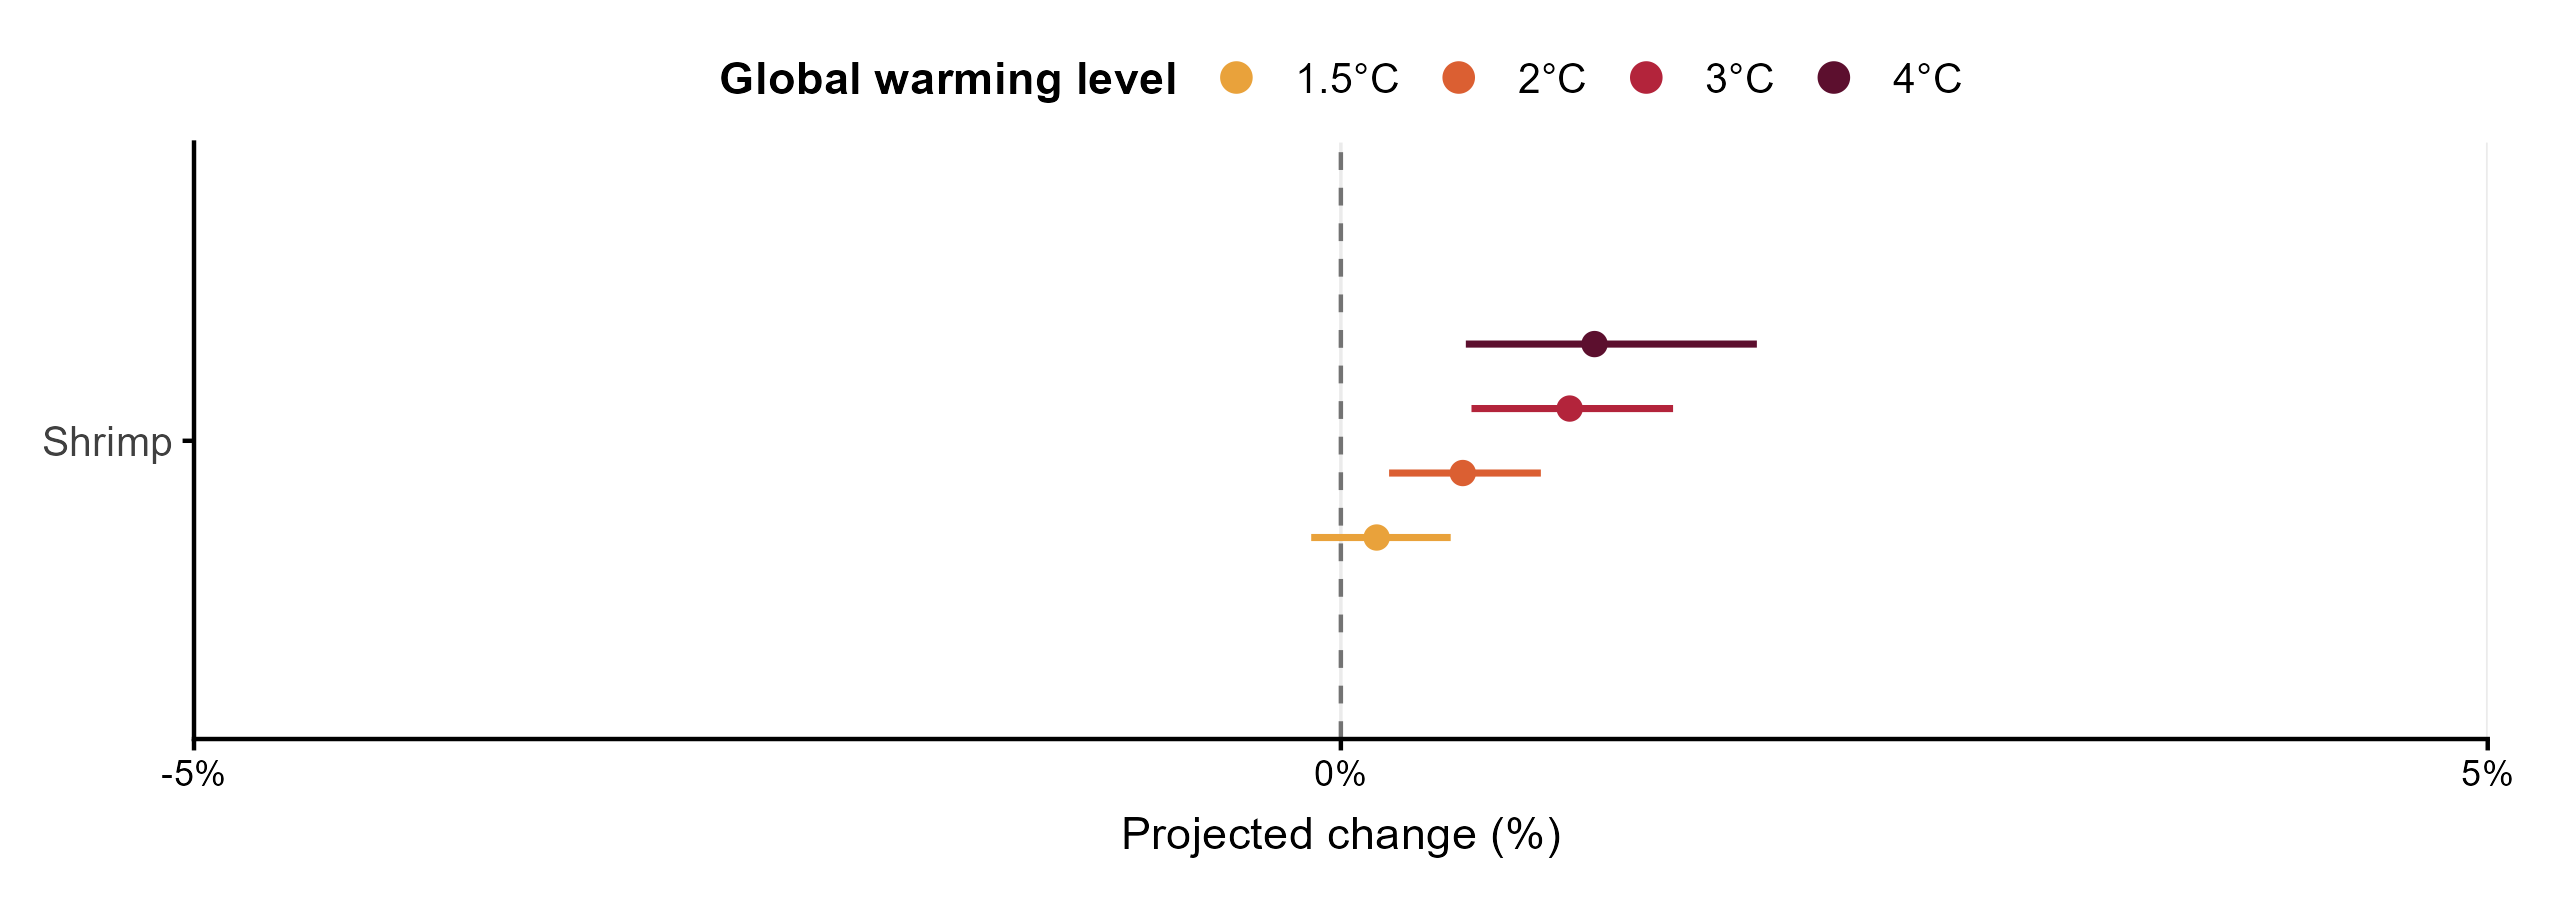 Global warming level 1.5°C 2°C 3°C 4°C
Shrimp
-5% 0% 5%
Projected change (%)